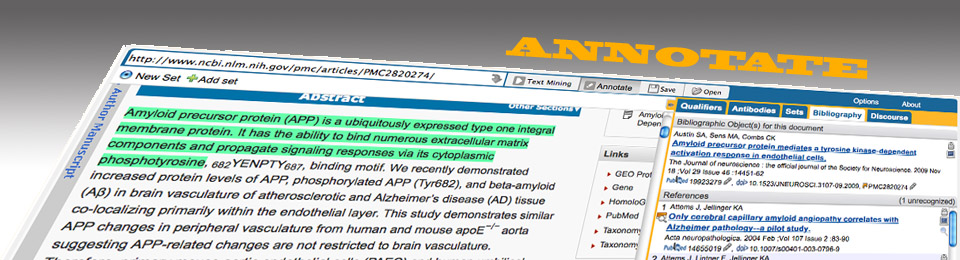 ANNOTATE
http://www.ncbi.nlm.nih.gov/pmc/articles/PMC2820274/
Text Mining Annotate Save Open
New Set Add set
Options About
Author Manuscript
Abstract
Other Sections▼
Amyloid precursor protein (APP) is a ubiquitously expressed type one integral
membrane protein. It has the ability to bind numerous extracellular matrix
components and propagate signaling responses via its cytoplasmic
phosphotyrosine, 682YENPTY687, binding motif. We recently demonstrated
increased protein levels of APP, phosphorylated APP (Tyr682), and beta-amyloid
(Aβ) in brain vasculature of atherosclerotic and Alzheimer's disease (AD) tissue
co-localizing primarily within the endothelial layer. This study demonstrates similar
APP changes in peripheral vasculature from human and mouse apoE−/− aorta
suggesting APP-related changes are not restricted to brain vasculature.
Amyloi
Depen
Links
GEO Prof
Gene
HomoloG
PubMed
Taxonomy
Taxonomy
Qualifiers Antibodies Sets Bibliography Discourse
Bibliographic Object(s) for this document
Austin SA, Sens MA, Combs CK
Amyloid precursor protein mediates a tyrosine kinase-dependent
activation response in endothelial cells.
The Journal of neuroscience : the official journal of the Society for Neuroscience. 2009 Nov
18 ;Vol 29 Issue 46 :14451-62
PubMed 19923279 , doi 10.1523/JNEUROSCI.3107-09.2009, PMC2820274
References (1 unrecognized)
1 Attems J, Jellinger KA
Only cerebral capillary amyloid angiopathy correlates with
Alzheimer pathology--a pilot study.
Acta neuropathologica. 2004 Feb ;Vol 107 Issue 2 :83-90
PubMed 14655019 , doi 10.1007/s00401-003-0796-9
2 Attems J, Lintner F, Jellinger KA